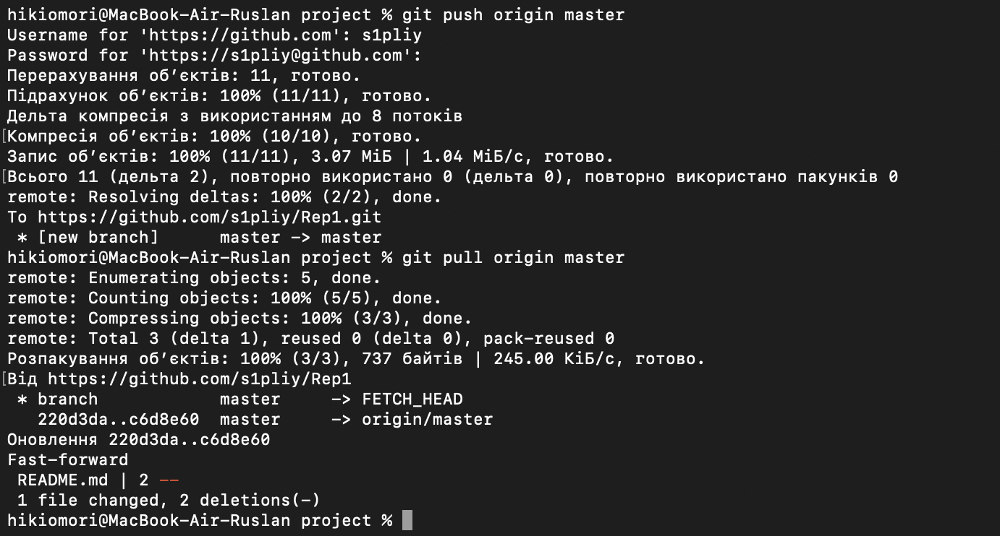 hikiomori@MacBook-Air-Ruslan project % git push origin master
Username for 'https://github.com': s1pliy
Password for 'https://s1pliy@github.com':
Перерахування об’єктів: 11, готово.
Підрахунок об’єктів: 100% (11/11), готово.
Дельта компресія з використанням до 8 потоків
[Компресія об’єктів: 100% (10/10), готово.
Запис об’єктів: 100% (11/11), 3.07 МіБ | 1.04 МіБ/с, готово.
[Всього 11 (дельта 2), повторно використано 0 (дельта 0), повторно використано пакунків 0
remote: Resolving deltas: 100% (2/2), done.
To https://github.com/s1pliy/Rep1.git
 * [new branch]      master -> master
hikiomori@MacBook-Air-Ruslan project % git pull origin master
remote: Enumerating objects: 5, done.
remote: Counting objects: 100% (5/5), done.
remote: Compressing objects: 100% (3/3), done.
remote: Total 3 (delta 1), reused 0 (delta 0), pack-reused 0
Розпакування об’єктів: 100% (3/3), 737 байтів | 245.00 КіБ/с, готово.
[Від https://github.com/s1pliy/Rep1
 * branch            master     -> FETCH_HEAD
   220d3da..c6d8e60  master     -> origin/master
Оновлення 220d3da..c6d8e60
Fast-forward
 README.md | 2 --
 1 file changed, 2 deletions(-)
hikiomori@MacBook-Air-Ruslan project %